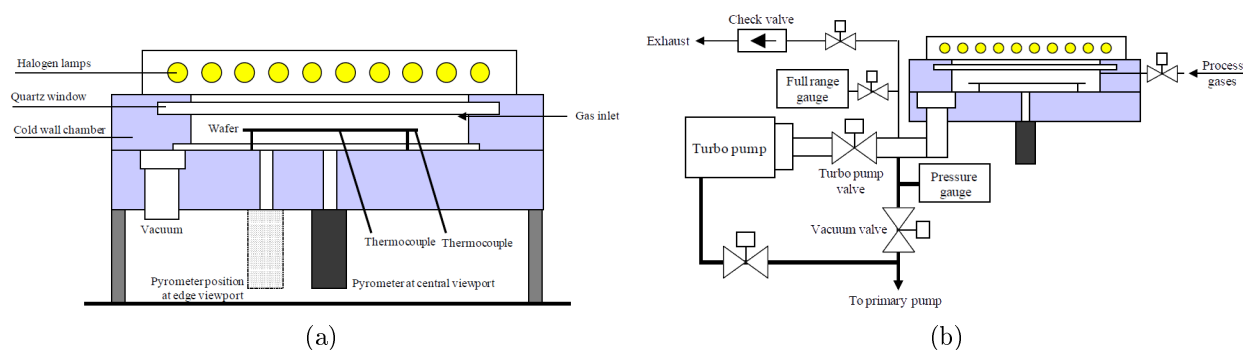 Halogen lamps
Quartz window
Cold wall chamber
Wafer
Gas inlet
Vacuum
Thermocouple
Thermocouple
Pyrometer position
at edge viewport
Pyrometer at central viewport
(a)
Check valve
Exhaust
Full range
gauge
Process
gases
Turbo pump
Turbo pump
valve
Pressure
gauge
Vacuum valve
To primary pump
(b)